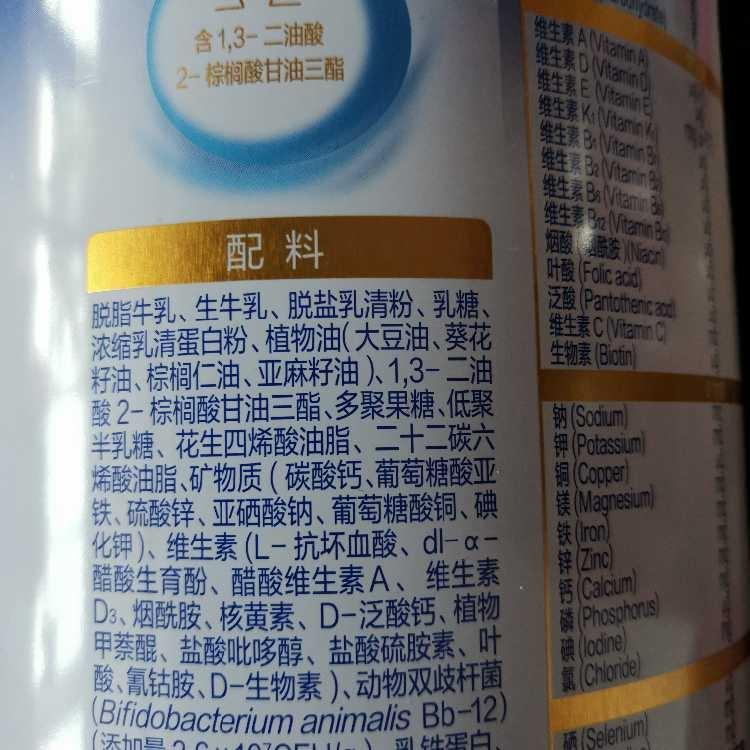 含1,3-二油酸
2-棕榈酸甘油三酯
配料
脱脂牛乳、生牛乳、脱盐乳清粉、乳糖、
浓缩乳清蛋白粉、植物油(大豆油、葵花
籽油、棕榈仁油、亚麻籽油)、1,3-二油
酸2-棕榈酸甘油三酯、多聚果糖、低聚
半乳糖、花生四烯酸油脂、二十二碳六
烯酸油脂、矿物质(碳酸钙、葡萄糖酸亚
铁、硫酸锌、亚硒酸钠、葡萄糖酸铜、碘
化钾)、维生素(L-抗坏血酸、dl-α-
醋酸生育酚、醋酸维生素A、维生素
D₃、烟酰胺、核黄素、D-泛酸钙、植物
甲萘醌、盐酸吡哆醇、盐酸硫胺素、叶
酸、氰钴胺、D-生物素)、动物双歧杆菌
(Bifidobacterium animalis Bb-12)
乳铁蛋白、
维生素A(Vitamin A)
维生素D(Vitamin D)
维生素E(Vitamin E)
维生素K₁(Vitamin K₁)
维生素B₁(Vitamin B₁)
维生素B₂(Vitamin B₂)
维生素B₆(Vitamin B₆)
维生素B₁₂(Vitamin B₁₂)
烟酸(烟酰胺)(Niacin)
叶酸(Folic acid)
泛酸(Pantothenic acid)
维生素C(Vitamin C)
生物素(Biotin)
钠(Sodium)
钾(Potassium)
铜(Copper)
镁(Magnesium)
铁(Iron)
锌(Zinc)
钙(Calcium)
磷(Phosphorus)
碘(Iodine)
氯(Chloride)
硒(Selenium)